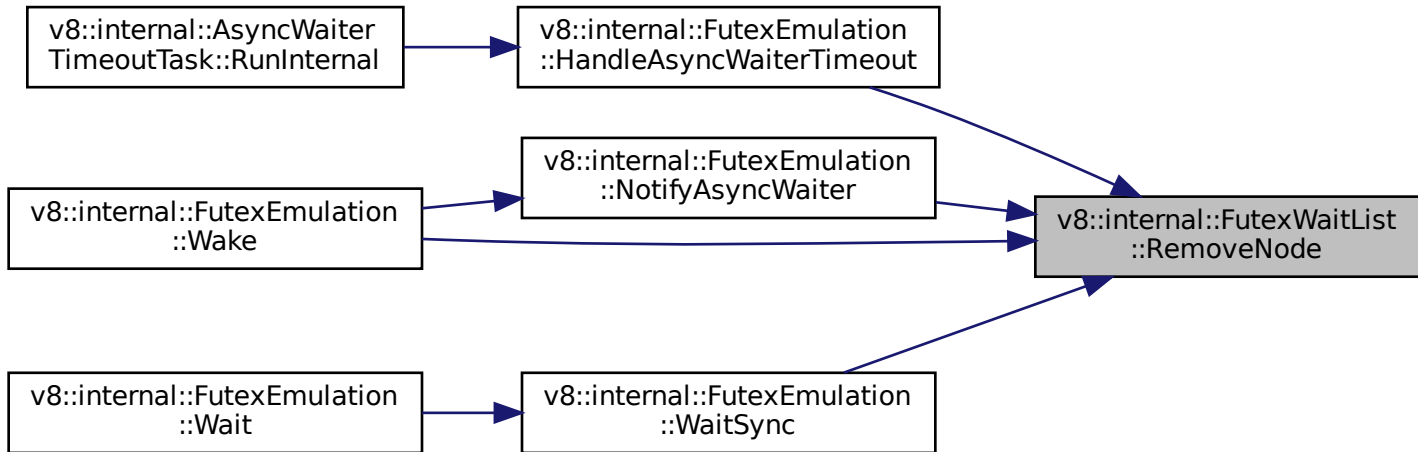 v8::internal::AsyncWaiter
TimeoutTask::RunInternal
v8::internal::FutexEmulation
::HandleAsyncWaiterTimeout
v8::internal::FutexEmulation
::NotifyAsyncWaiter
v8::internal::FutexEmulation
::Wake
v8::internal::FutexWaitList
::RemoveNode
v8::internal::FutexEmulation
::Wait
v8::internal::FutexEmulation
::WaitSync